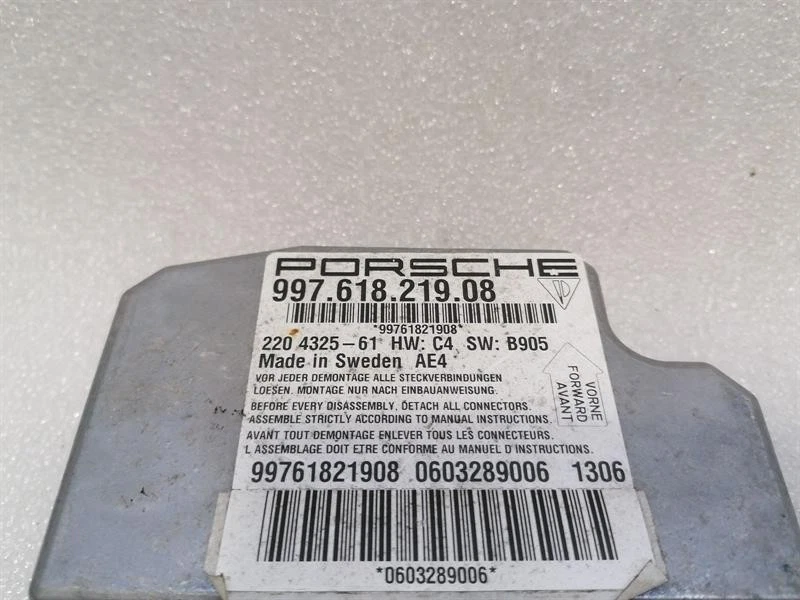 PORSCHE
997.618.219.08
*99761821908*
220 4325-61 HW: C4 SW: B905
Made in Sweden AE4
VOR JEDER DEMONTAGE ALLE STECKVERBINDUNGEN
LOESEN. MONTAGE NUR NACH EINBAUANWEISUNG.
BEFORE EVERY DISASSEMBLY, DETACH ALL CONNECTORS.
ASSEMBLE STRICTLY ACCORDING TO MANUAL INSTRUCTIONS.
AVANT TOUT DEMONTAGE ENLEVER TOUS LES CONNECTEURS.
L ASSEMBLAGE DOIT ETRE CONFORME AU MANUEL D'INSTRUCTIONS.
VORNE
FORWARD
AVANT
99761821908 0603289006 1306
*0603289006*